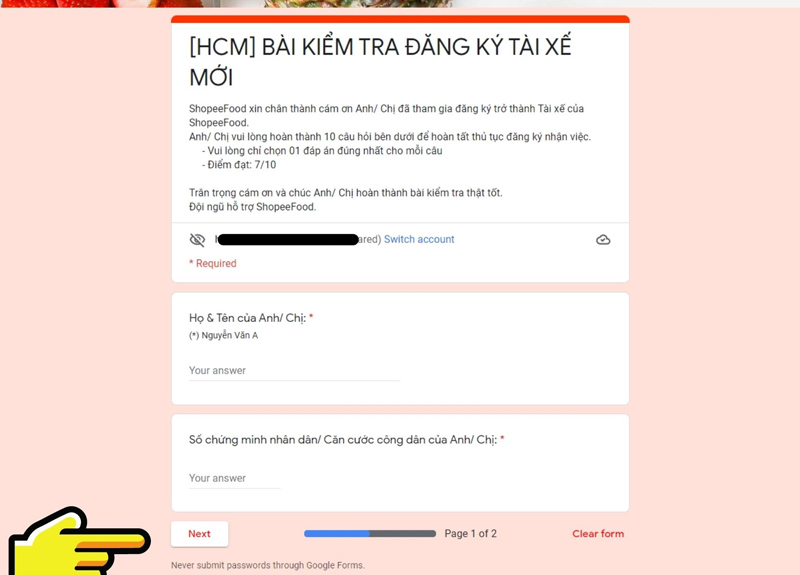 [HCM] BÀI KIỂM TRA ĐĂNG KÝ TÀI XẾ
MỚI
ShopeeFood xin chân thành cám ơn Anh/ Chị đã tham gia đăng ký trở thành Tài xế của
ShopeeFood.
Anh/ Chị vui lòng hoàn thành 10 câu hỏi bên dưới để hoàn tất thủ tục đăng ký nhận việc.
- Vui lòng chỉ chọn 01 đáp án đúng nhất cho mỗi câu
- Điểm đạt: 7/10
Trân trọng cám ơn và chúc Anh/ Chị hoàn thành bài kiểm tra thật tốt.
Đội ngũ hỗ trợ ShopeeFood.
ared) Switch account
* Required
Họ & Tên của Anh/ Chị: *
(*) Nguyễn Văn A
Your answer
Số chứng minh nhân dân/ Căn cước công dân của Anh/ Chị: *
Your answer
Next
Page 1 of 2
Clear form
Never submit passwords through Google Forms.